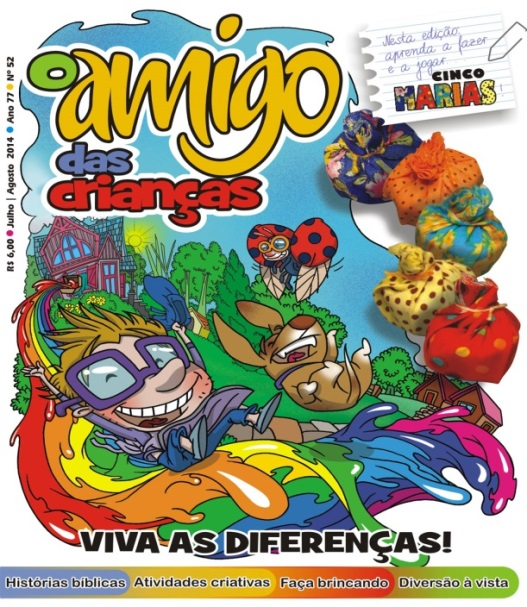 Nesta edição,
aprenda a fazer
e a jogar
CINCO
MARIAS
o amigo
das
crianças
R$ 6,00 • Julho | Agosto 2014 • Ano 77 • Nº 52
VIVA AS DIFERENÇAS!
Histórias bíblicas Atividades criativas Faça brincando Diversão à vista